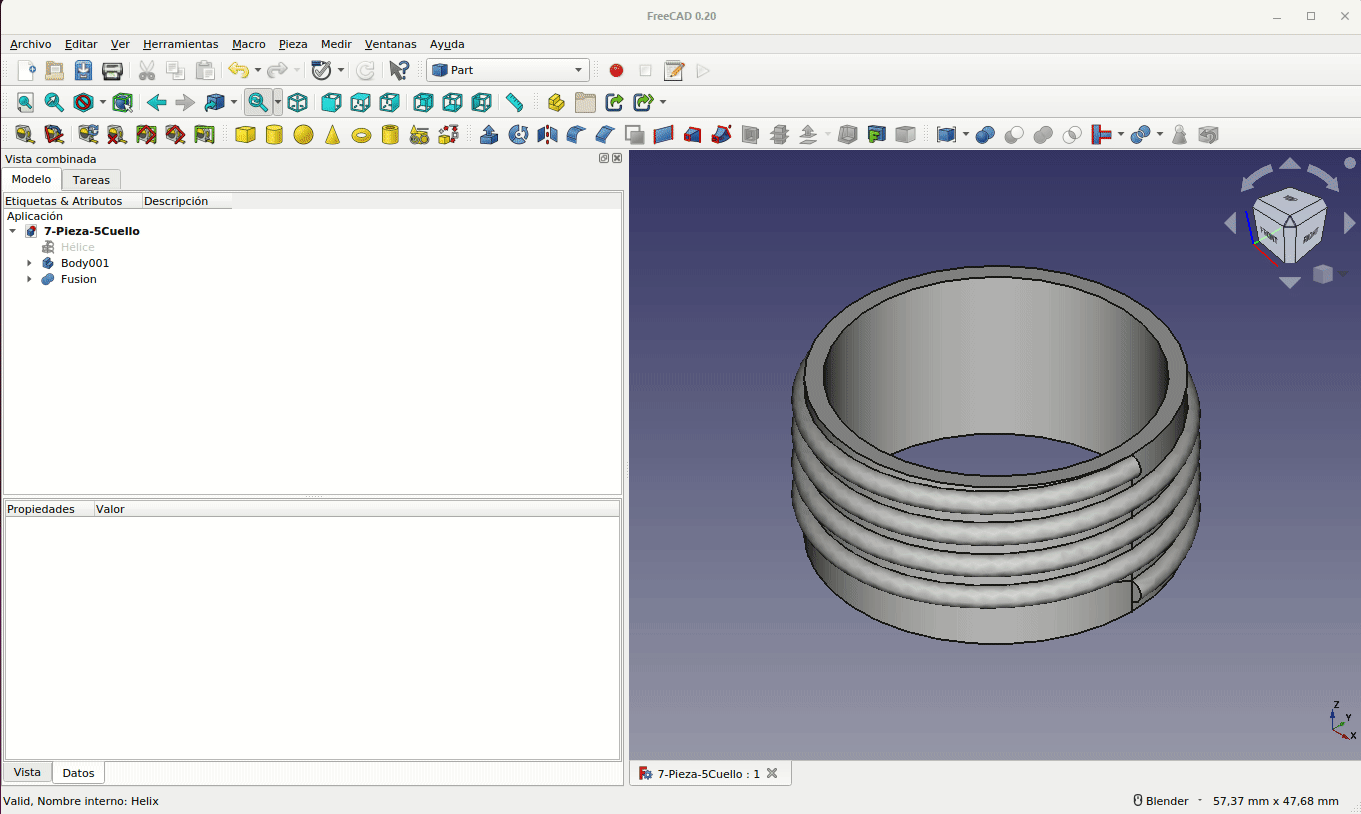 FreeCAD 0.20
Archivo Editar Ver Herramientas Macro Pieza Medir Ventanas Ayuda
Part
Vista combinada
Modelo Tareas
Etiquetas & Atributos Descripción
Aplicación
7-Pieza-5Cuello
Hélice
Body001
Fusion
FRONT
Propiedades Valor
Z
Y
X
Vista Datos
7-Pieza-5Cuello : 1
Valid, Nombre interno: Helix
Blender - 57,37 mm x 47,68 mm